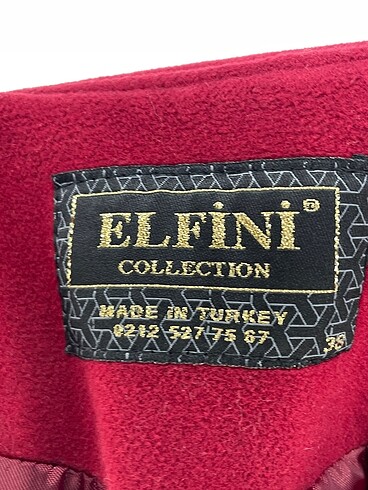 ELFİNİ®
COLLECTION
MADE IN TURKEY
0212 527 75 67
38